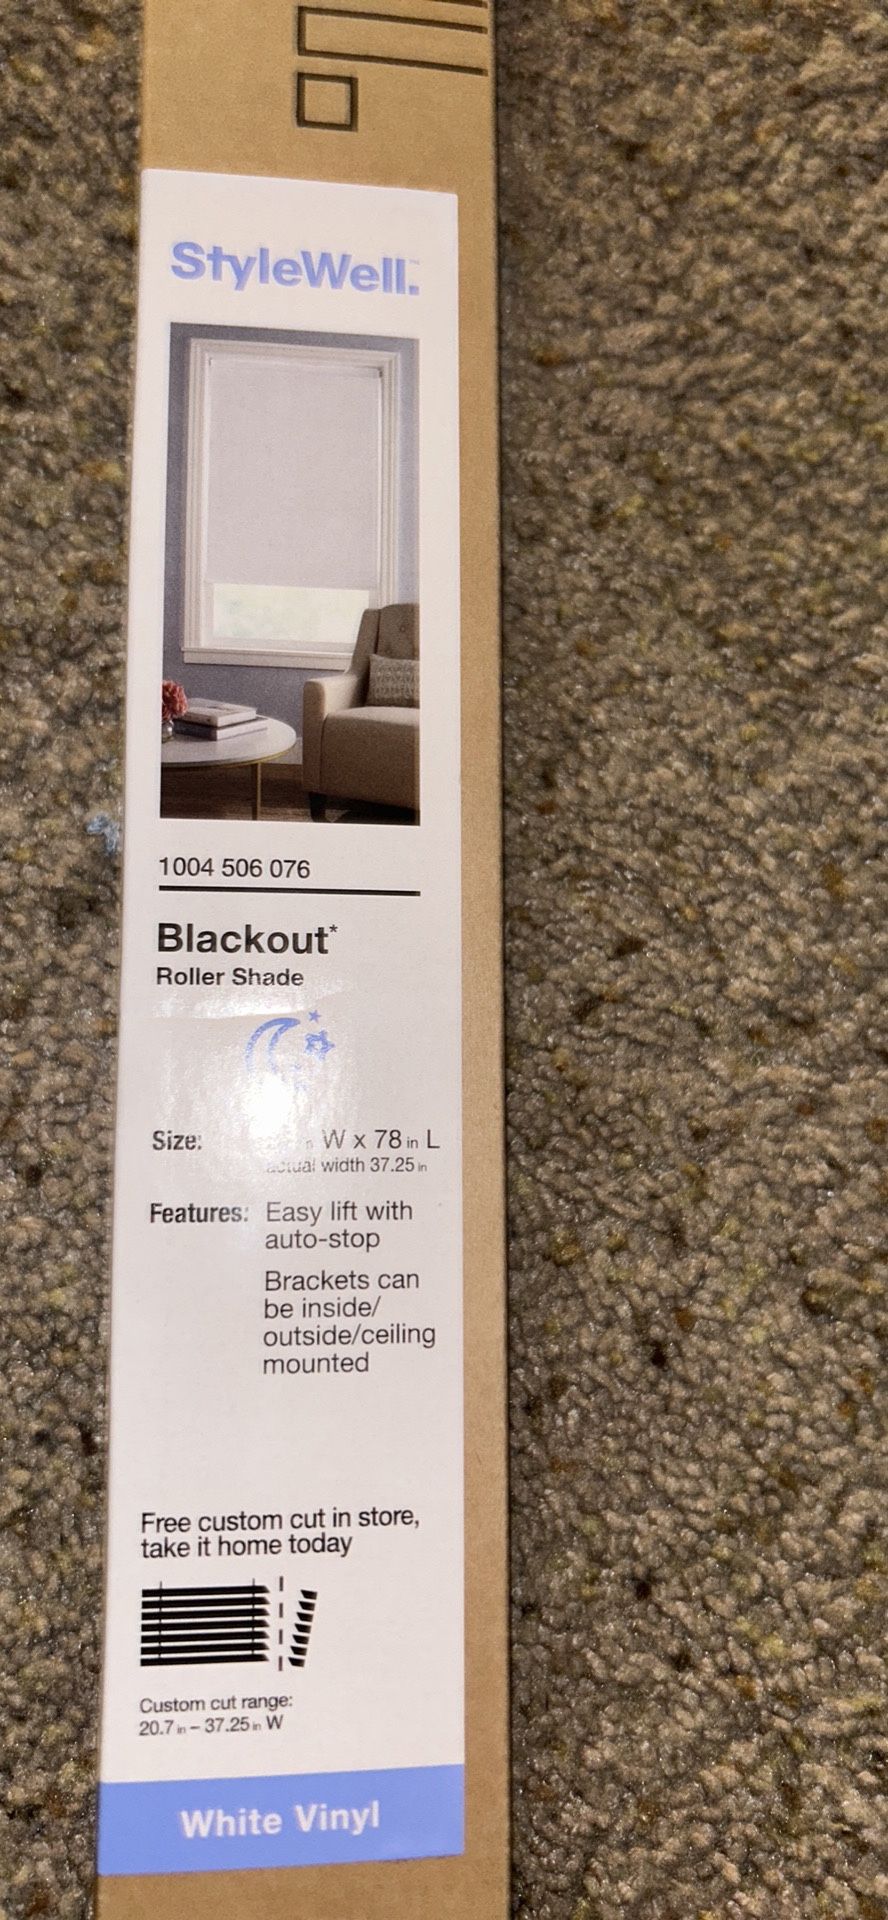 StyleWell.
1004 506 076
Blackout*
Roller Shade
Size: W x 78 in L
actual width 37.25 in
Features: Easy lift with
auto-stop
Brackets can
be inside/
outside/ceiling
mounted
Free custom cut in store,
take it home today
Custom cut range:
20.7 in – 37.25 in W
White Vinyl